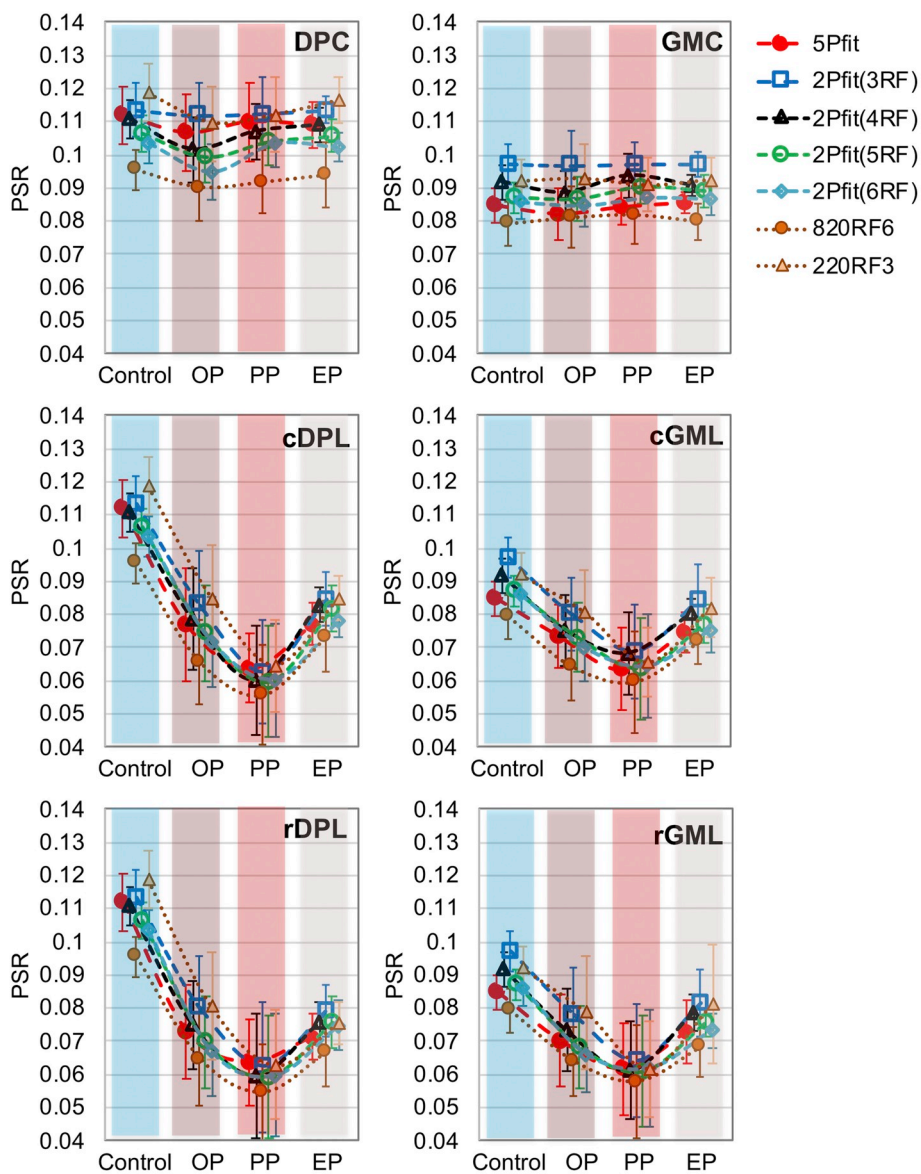 0.14
0.13
0.12
0.11
0.1
0.09
0.08
0.07
0.06
0.05
0.04
PSR
DPC
Control OP PP EP
0.14
0.13
0.12
0.11
0.1
0.09
0.08
0.07
0.06
0.05
0.04
PSR
GMC
Control OP PP EP
5Pfit
2Pfit(3RF)
2Pfit(4RF)
2Pfit(5RF)
2Pfit(6RF)
820RF6
220RF3
0.14
0.13
0.12
0.11
0.1
0.09
0.08
0.07
0.06
0.05
0.04
PSR
cDPL
Control OP PP EP
0.14
0.13
0.12
0.11
0.1
0.09
0.08
0.07
0.06
0.05
0.04
PSR
cGML
Control OP PP EP
0.14
0.13
0.12
0.11
0.1
0.09
0.08
0.07
0.06
0.05
0.04
PSR
rDPL
Control OP PP EP
0.14
0.13
0.12
0.11
0.1
0.09
0.08
0.07
0.06
0.05
0.04
PSR
rGML
Control OP PP EP